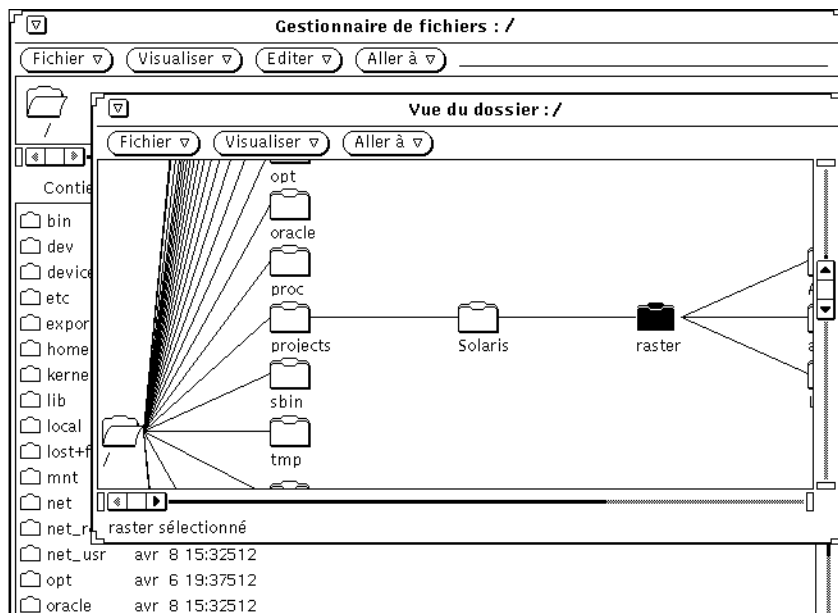 Gestionnaire de fichiers : /
Fichier Visualiser Editer Aller à
/
Vue du dossier : /
Fichier Visualiser Aller à
Contie
bin
dev
device
etc
expor
home
kerne
lib
local
lost+f
mnt
net
net_r
net_usr avr 8 15:32512
opt avr 6 19:37512
oracle avr 8 15:32512
opt
oracle
proc
projects
Solaris
raster
sbin
tmp
/
raster sélectionné